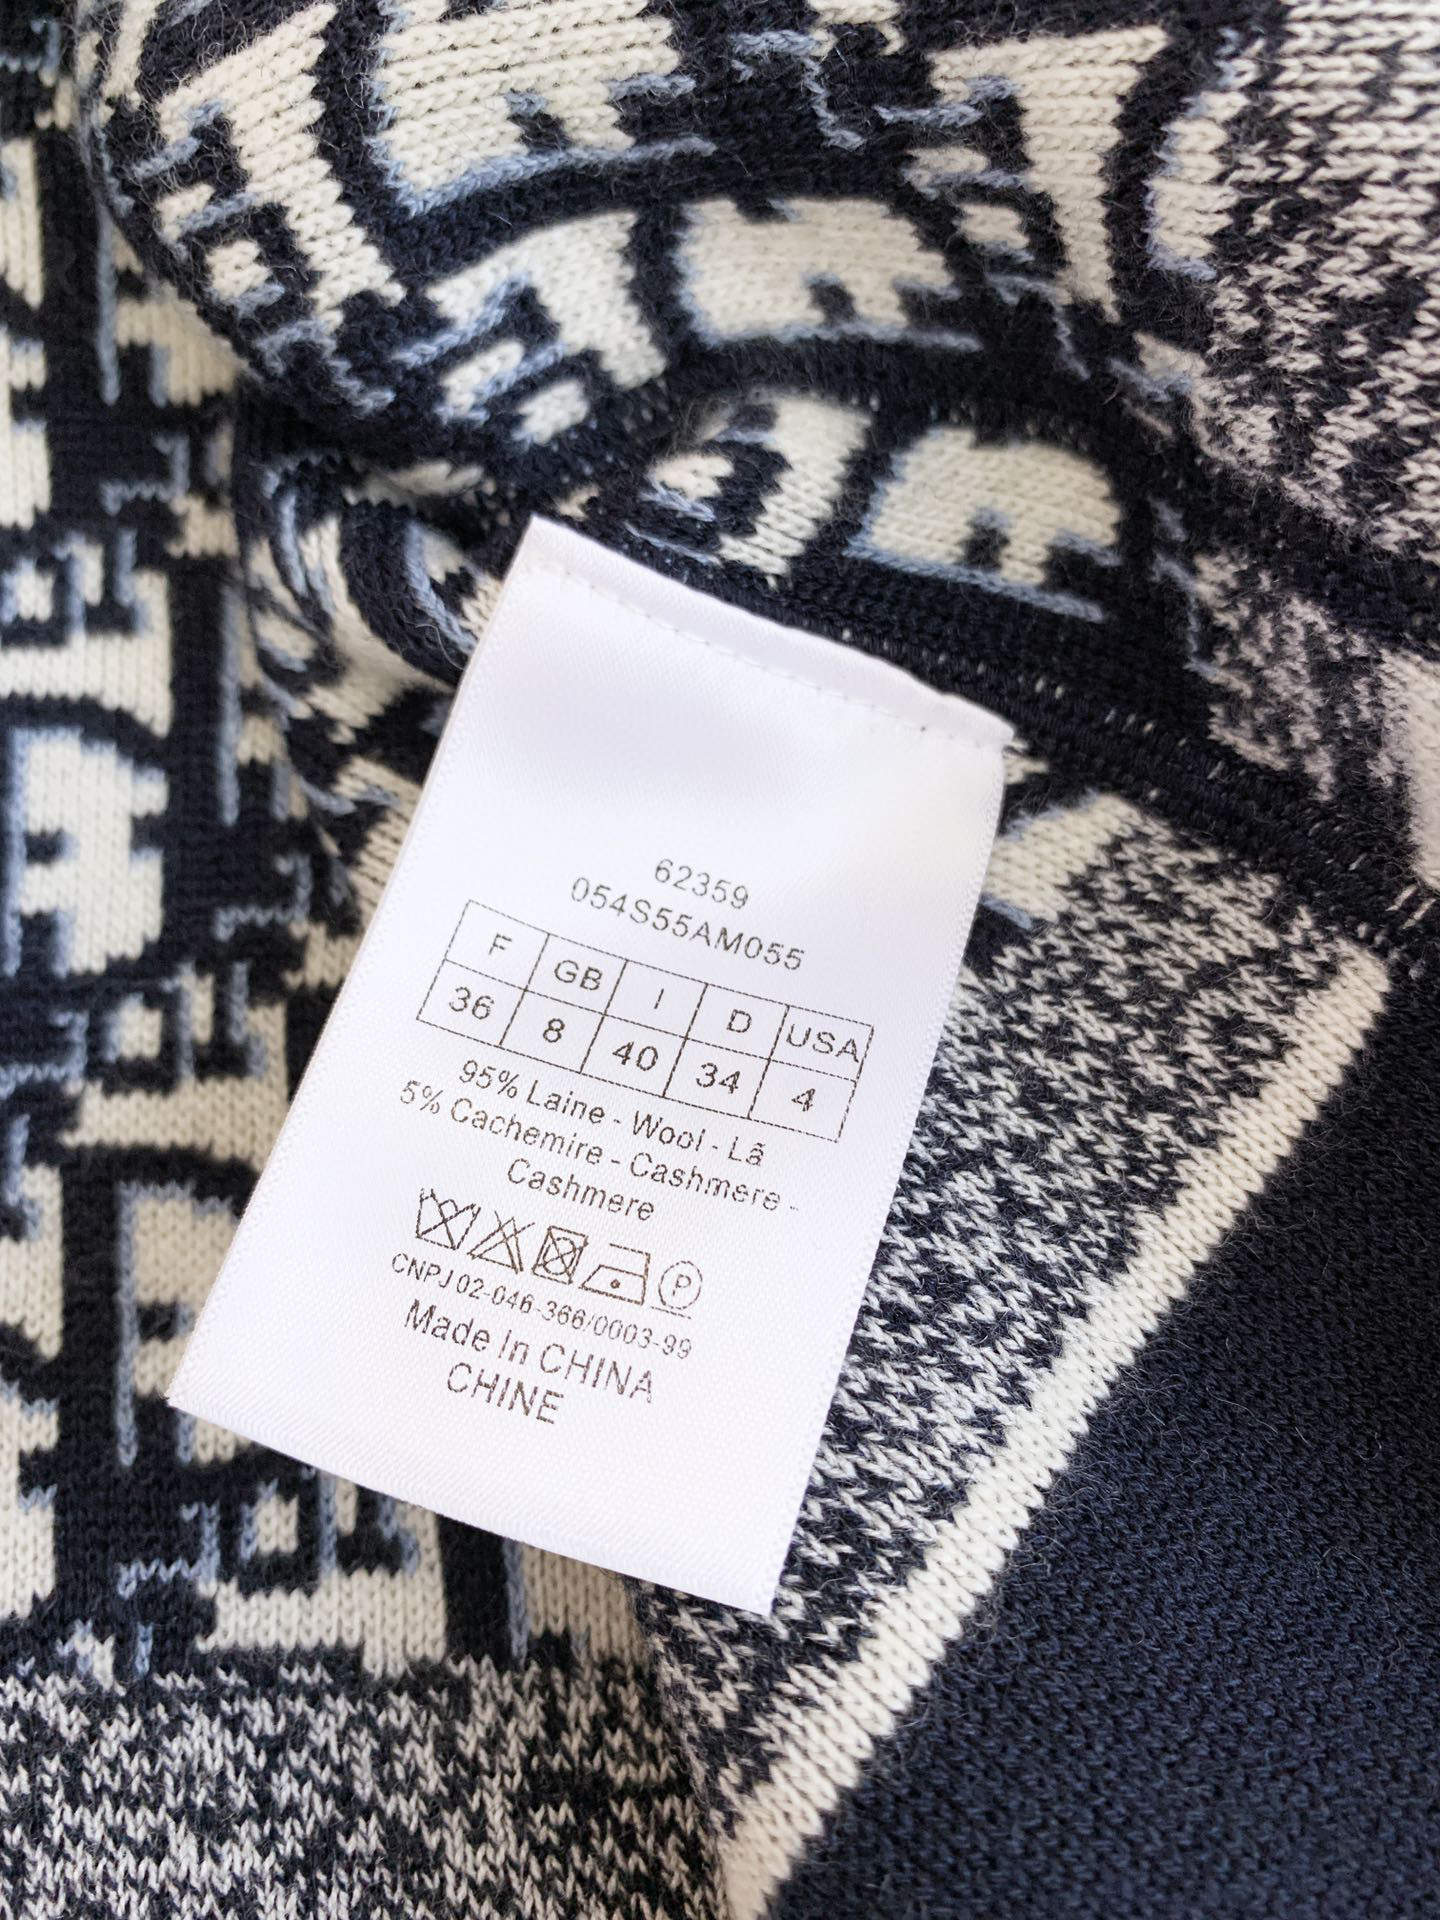 62359
054S55AM055
F GB I D USA
36 8 40 34 4
95% Laine - Wool - Lã
5% Cachemire - Cashmere -
Cashmere
P
CNPJ 02-046-366/0003-99
Made in CHINA
CHINE